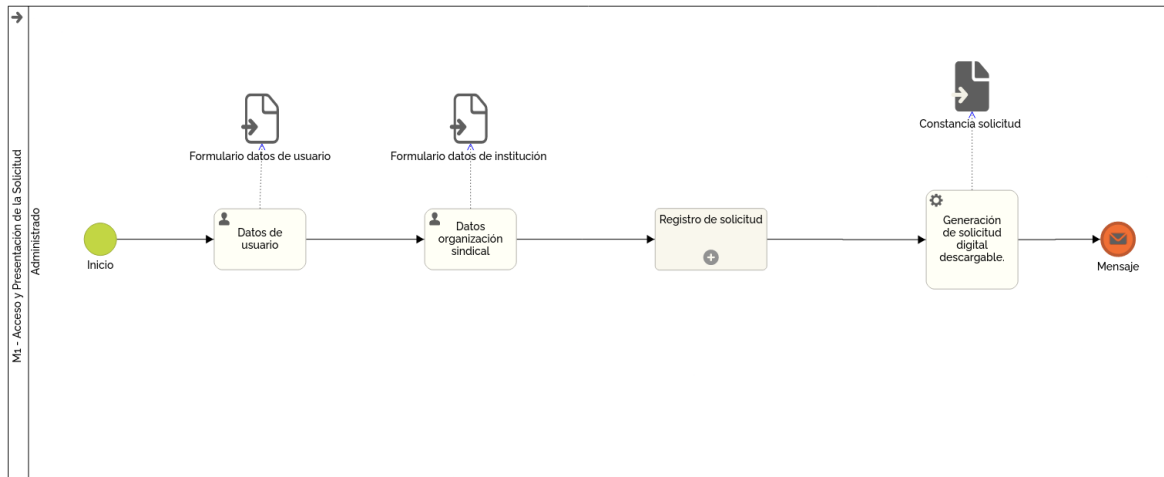 M1 - Acceso y Presentación de la Solicitud
Administrado
Formulario datos de usuario
Formulario datos de institución
Constancia solicitud
Inicio
Datos de
usuario
Datos
organización
sindical
Registro de solicitud
Generación
de solicitud
digital
descargable.
Mensaje